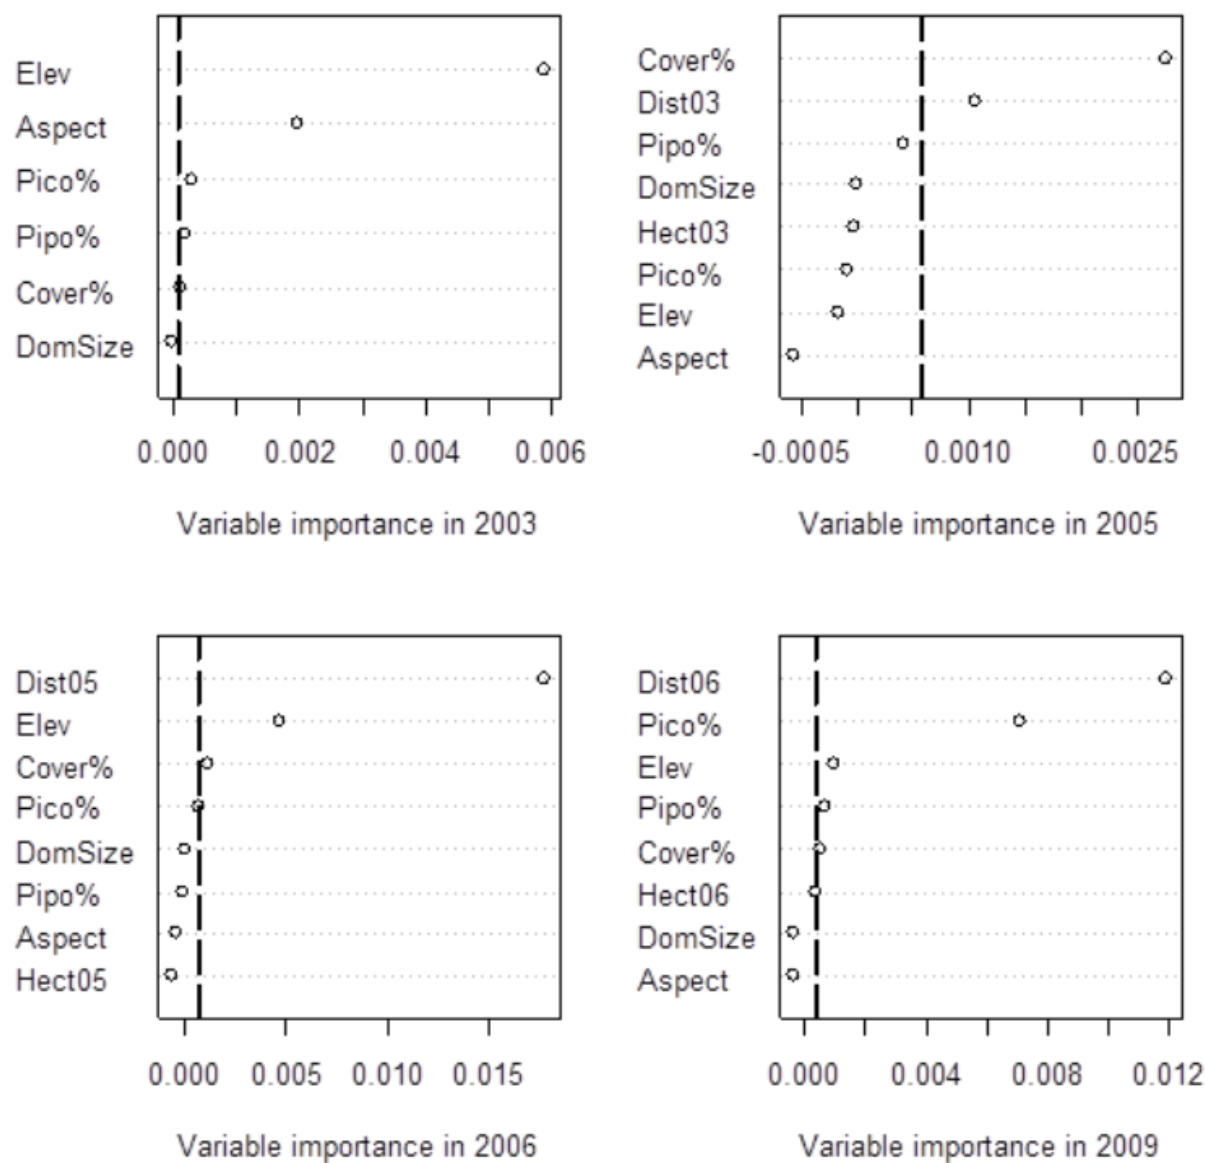 Elev
Aspect
Pico%
Pipo%
Cover%
DomSize
0.000 0.002 0.004 0.006
Variable importance in 2003
Cover%
Dist03
Pipo%
DomSize
Hect03
Pico%
Elev
Aspect
-0.0005 0.0010 0.0025
Variable importance in 2005
Dist05
Elev
Cover%
Pico%
DomSize
Pipo%
Aspect
Hect05
0.000 0.005 0.010 0.015
Variable importance in 2006
Dist06
Pico%
Elev
Pipo%
Cover%
Hect06
DomSize
Aspect
0.000 0.004 0.008 0.012
Variable importance in 2009